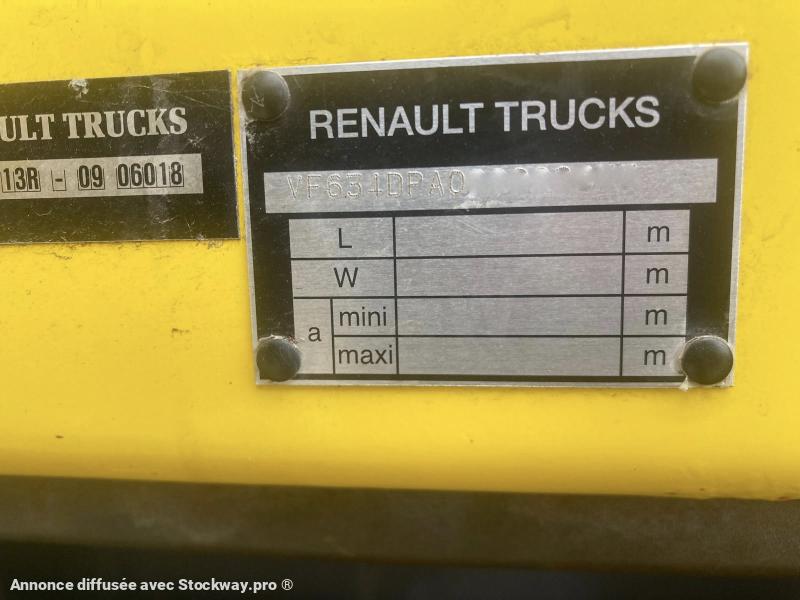 ULT TRUCKS
13R - 09 06018
RENAULT TRUCKS
VF634DPA0
L m
W m
a mini m
maxi m
Annonce diffusée avec Stockway.pro ®